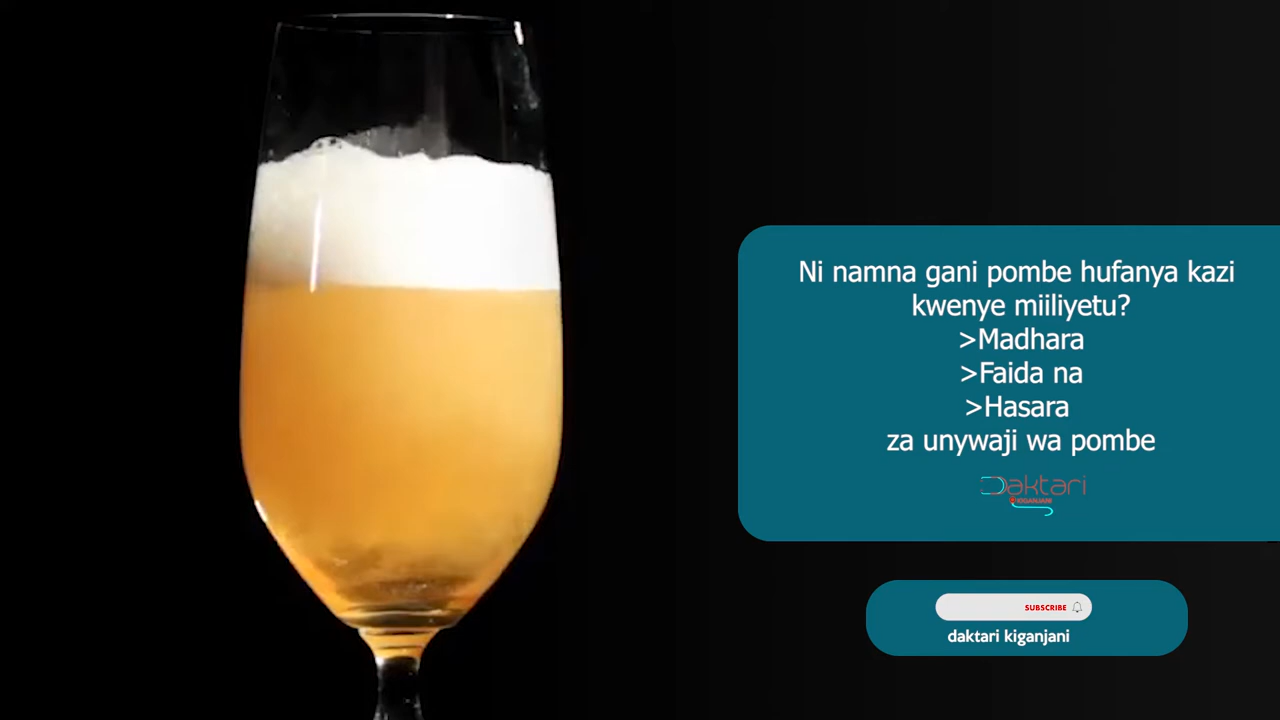 Ni namna gani pombe hufanya kazi
kwenye miiliyetu?
>Madhara
>Faida na
>Hasara
za unywaji wa pombe
Daktari
KIGANJANI
SUBSCRIBE
daktari kiganjani